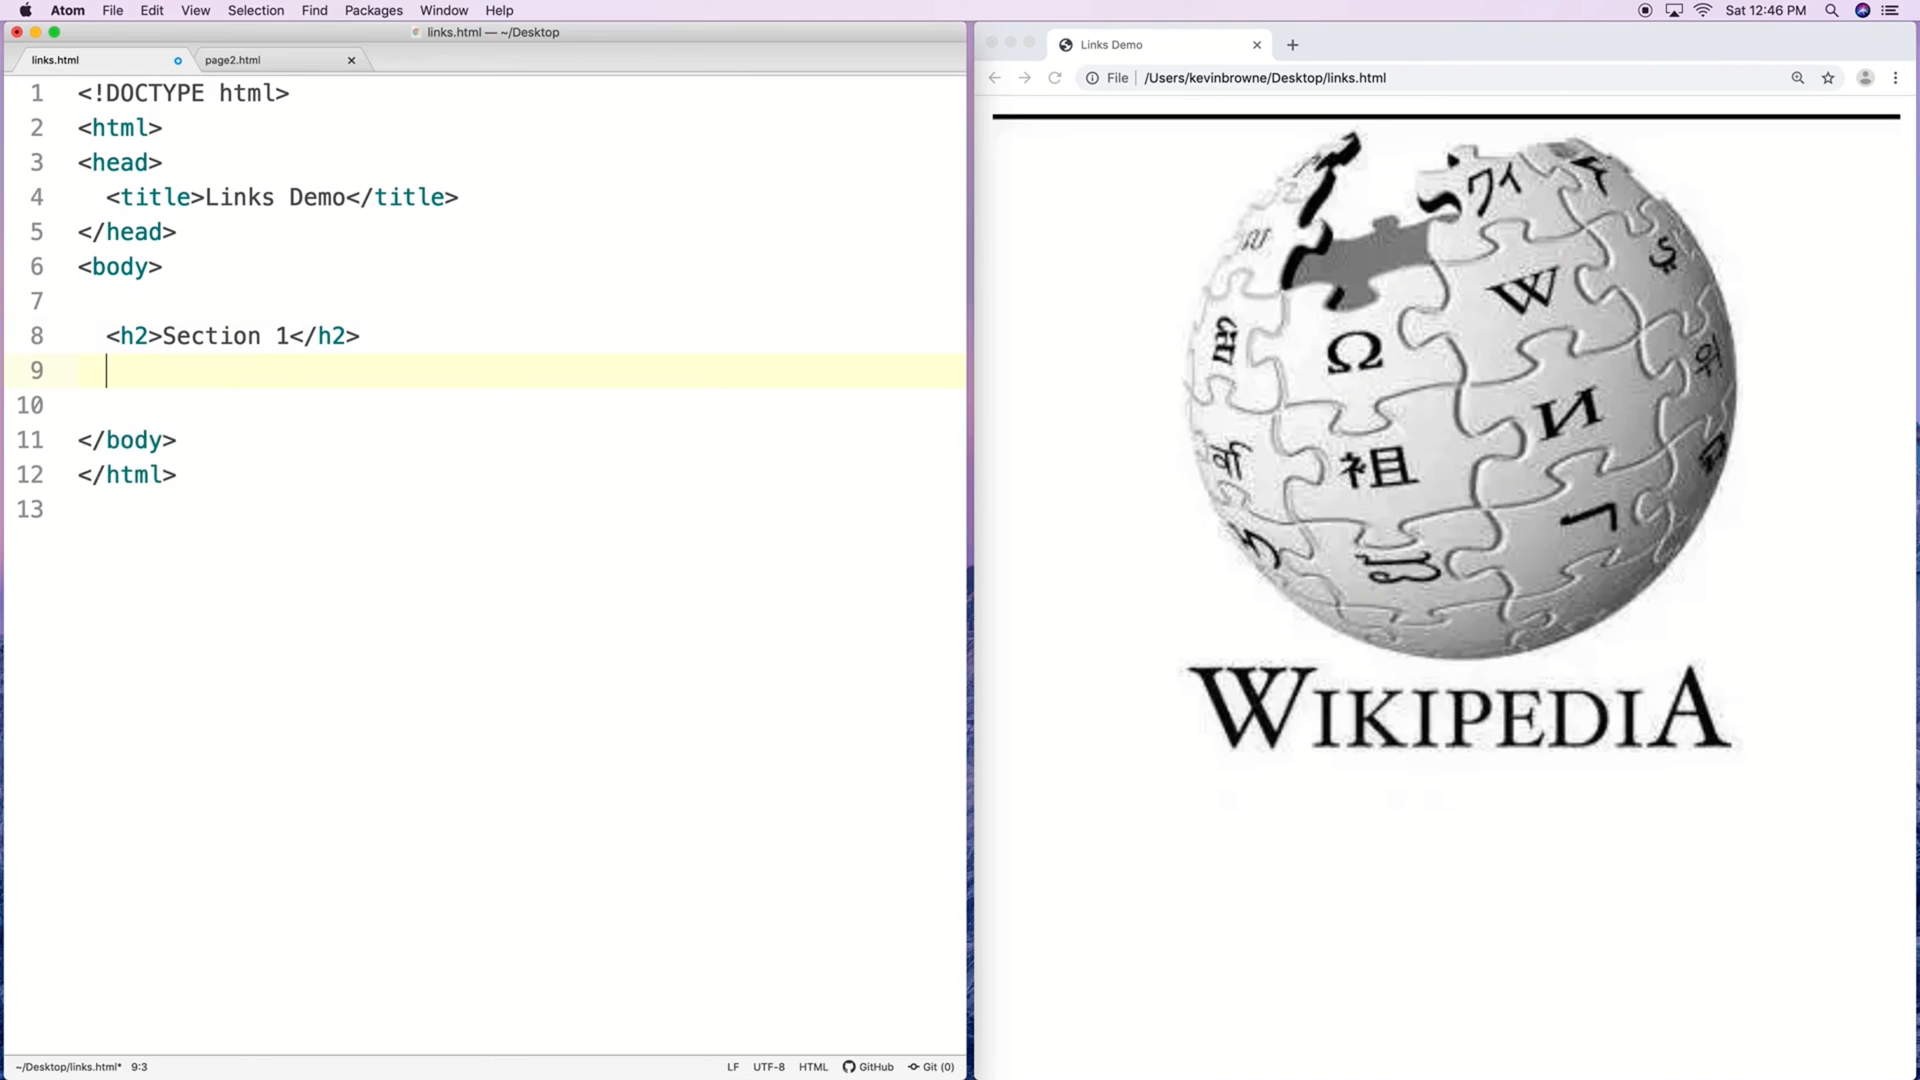 Atom File Edit View Selection Find Packages Window Help Sat 12:46 PM
links.html — ~/Desktop
links.html page2.html
1 <!DOCTYPE html>
2 <html>
3 <head>
4 <title>Links Demo</title>
5 </head>
6 <body>
7
8 <h2>Section 1</h2>
9
10
11 </body>
12 </html>
13
~/Desktop/links.html* 9:3 LF UTF-8 HTML GitHub Git (0)
Links Demo
File /Users/kevinbrowne/Desktop/links.html
ワィ
W
Ω
И
祖
र्वा
WIKIPEDIA